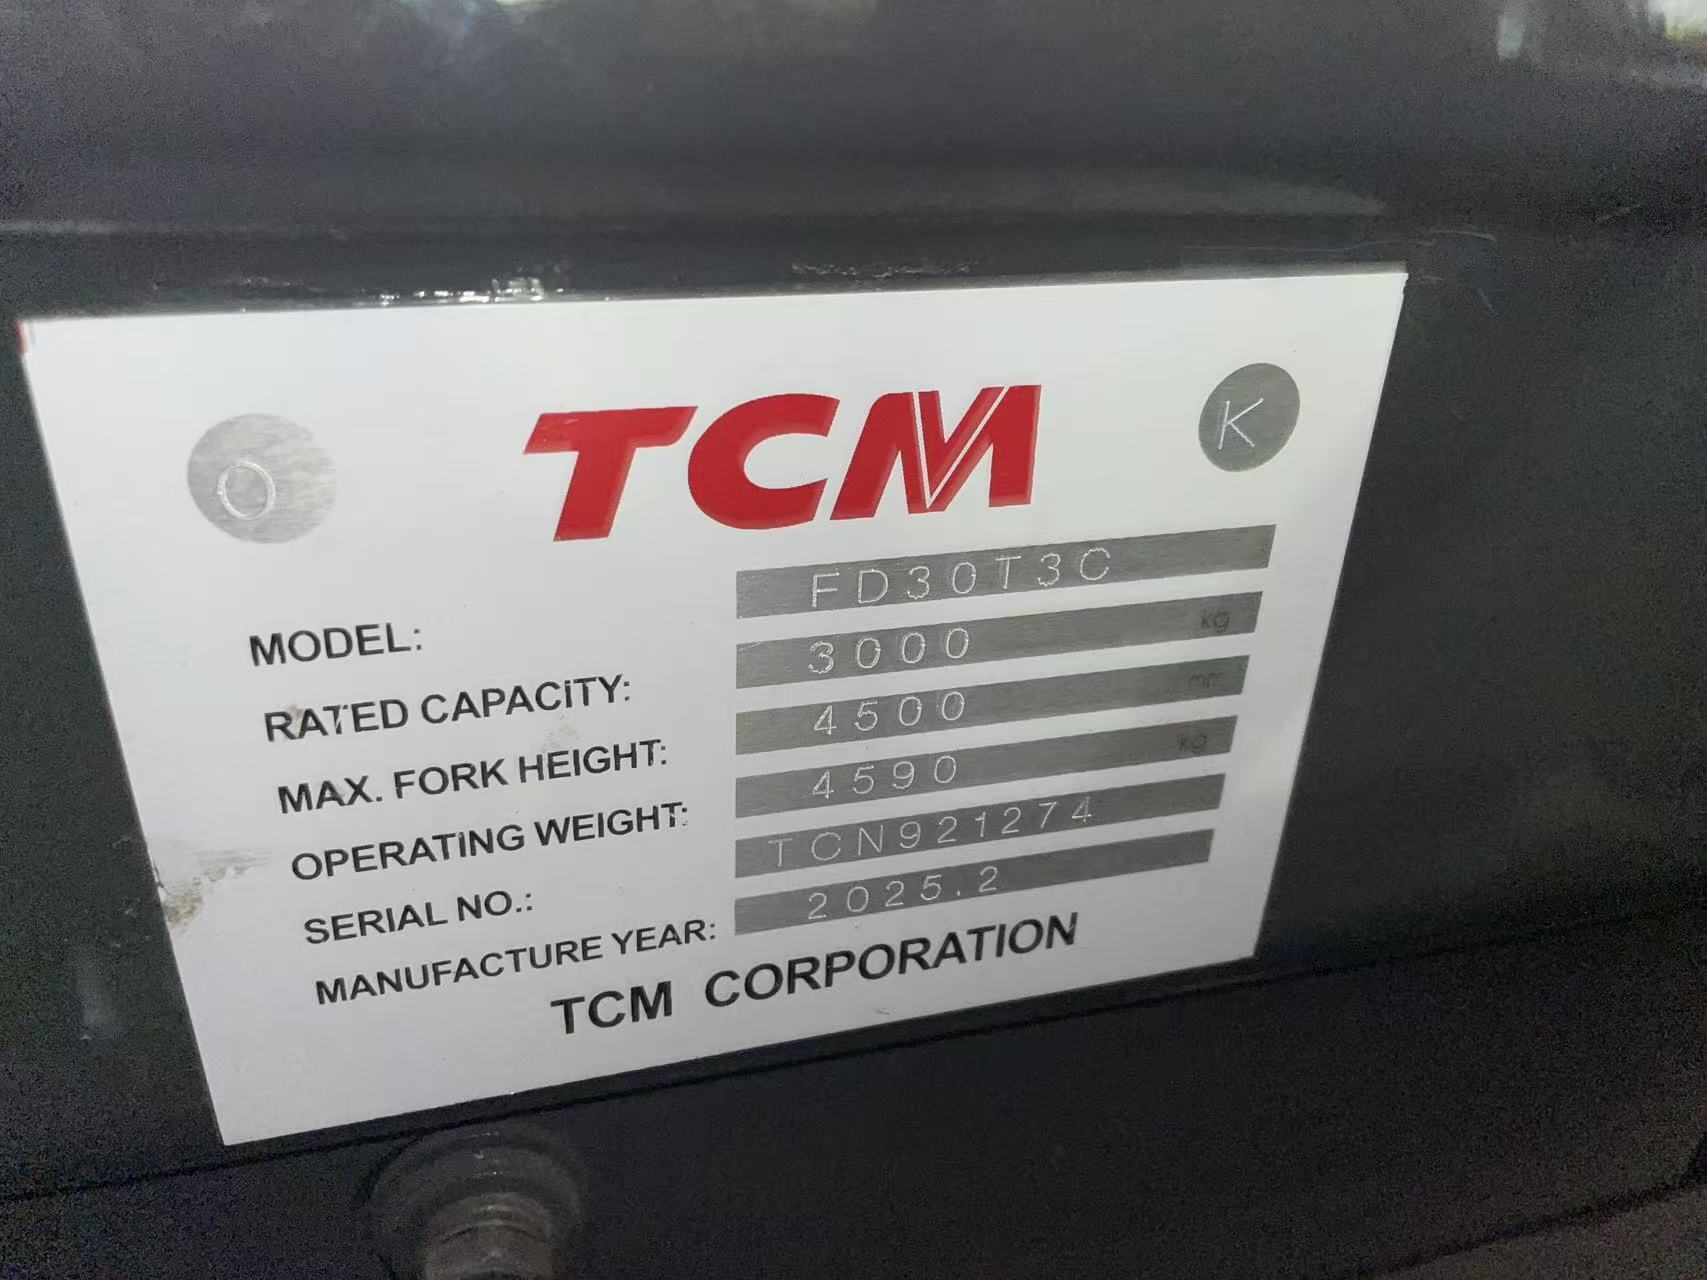 O
TCM
K
MODEL: FD30T3C
RATED CAPACITY: 3000 kg
MAX. FORK HEIGHT: 4500 mm
OPERATING WEIGHT: 4590 kg
SERIAL NO.: TCN921274
MANUFACTURE YEAR: 2025.2
TCM CORPORATION